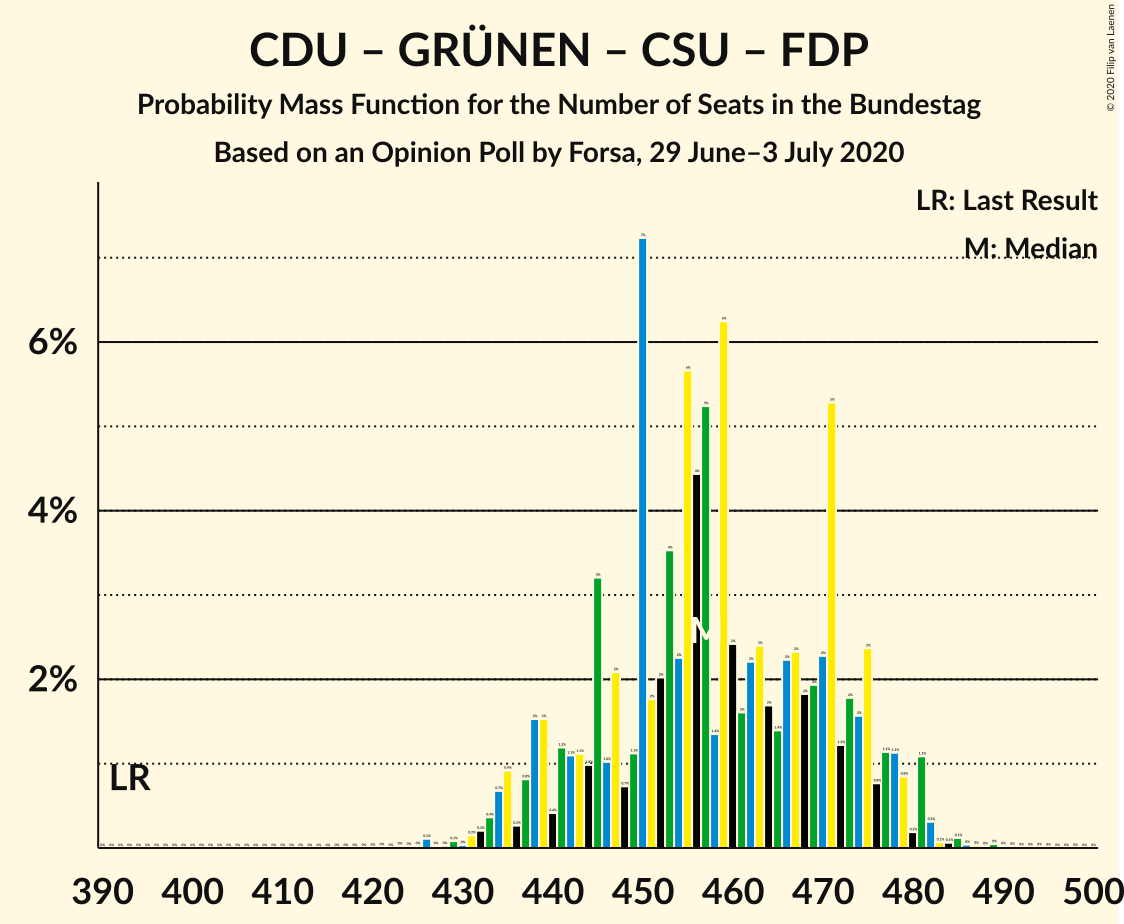 CDU – GRÜNEN – CSU – FDP
Probability Mass Function for the Number of Seats in the Bundestag
Based on an Opinion Poll by Forsa, 29 June–3 July 2020
© 2020 Filip van Laenen
LR: Last Result
M: Median
6%
4%
2%
LR
M
390 400 410 420 430 440 450 460 470 480 490 500